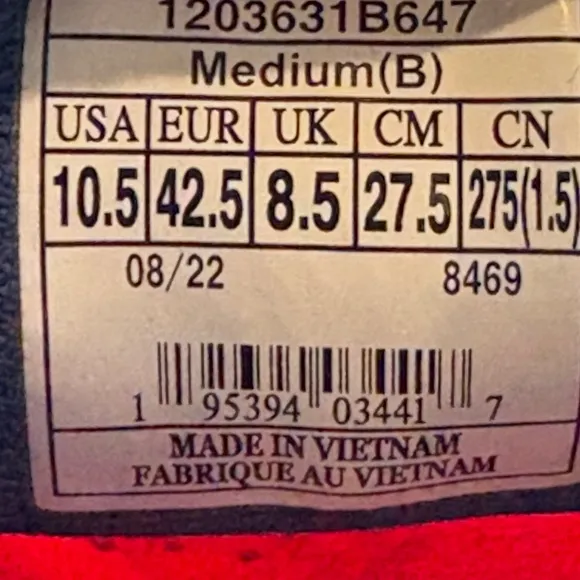 1203631B647
Medium(B)
USA EUR UK CM CN
10.5 42.5 8.5 27.5 275(1.5)
08/22 8469
1 95394 03441 7
MADE IN VIETNAM
FABRIQUE AU VIETNAM